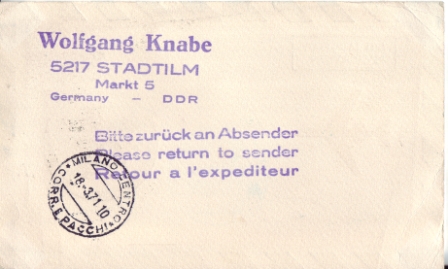 Wolfgang Knabe
5217 STADTILM
Markt 5
Germany - DDR
Bitte zurück an Absender
Please return to sender
Retour a l'expediteur
MILANO CENTRO
18.3.71 10
CORR. E PACCHI